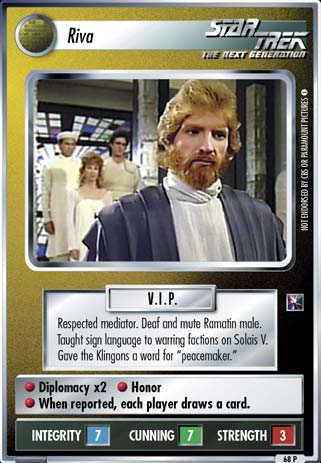 Riva
STAR TREK
THE NEXT GENERATION
NOT ENDORSED BY CBS OR PARAMOUNT PICTURES
V.I.P.
Respected mediator. Deaf and mute Ramatin male.
Taught sign language to warring factions on Solais V.
Gave the Klingons a word for “peacemaker.”
Diplomacy x2 Honor
When reported, each player draws a card.
INTEGRITY 7 CUNNING 7 STRENGTH 3
68 P